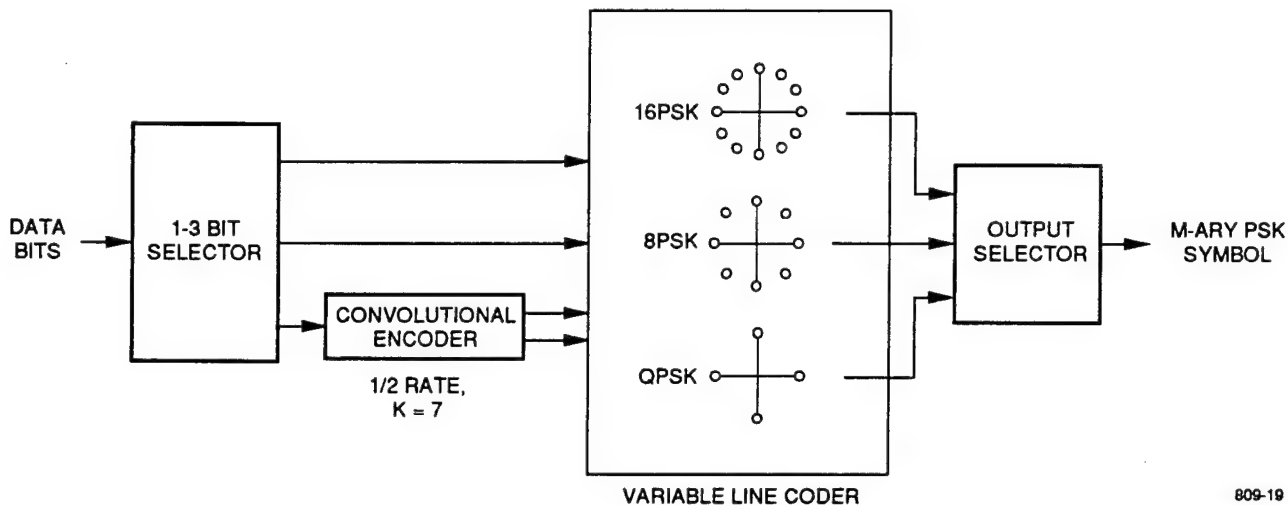 DATA
BITS
1-3 BIT
SELECTOR
CONVOLUTIONAL
ENCODER
1/2 RATE,
K = 7
16PSK
8PSK
QPSK
VARIABLE LINE CODER
OUTPUT
SELECTOR
M-ARY PSK
SYMBOL
809-19